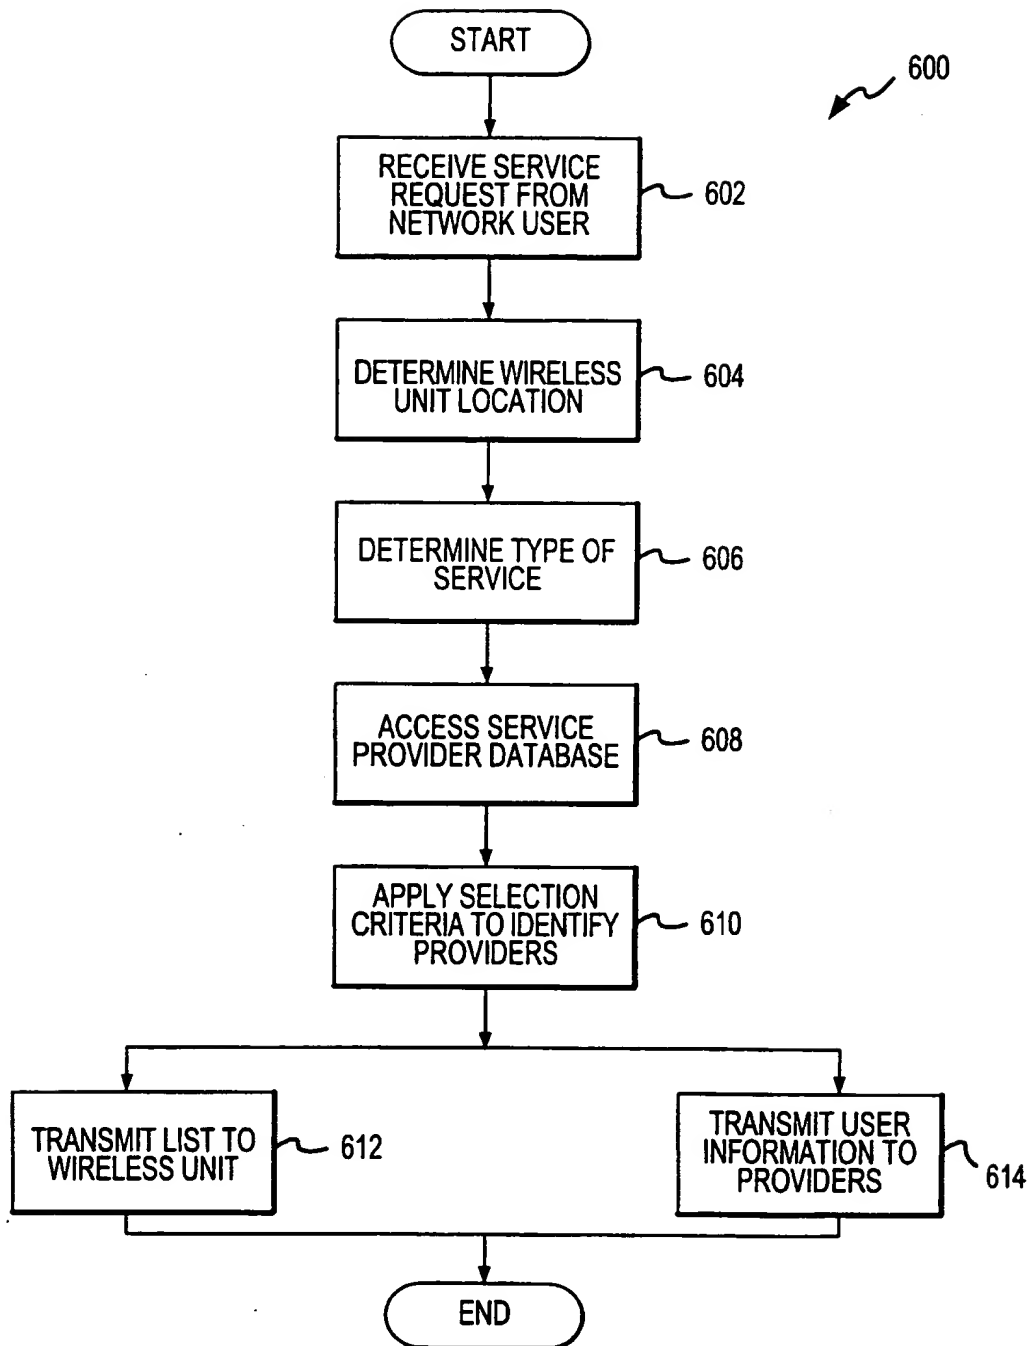 START
600
RECEIVE SERVICE
REQUEST FROM
NETWORK USER
602
DETERMINE WIRELESS
UNIT LOCATION
604
DETERMINE TYPE OF
SERVICE
606
ACCESS SERVICE
PROVIDER DATABASE
608
APPLY SELECTION
CRITERIA TO IDENTIFY
PROVIDERS
610
TRANSMIT LIST TO
WIRELESS UNIT
612
TRANSMIT USER
INFORMATION TO
PROVIDERS
614
END